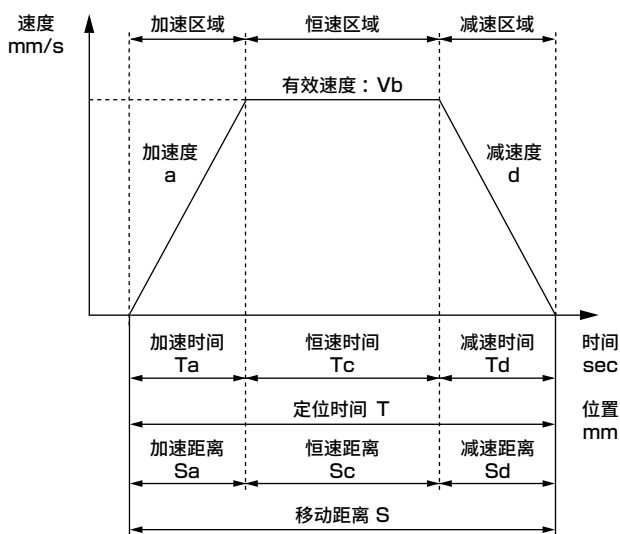 速度
mm/s
加速区域
恒速区域
减速区域
有效速度：Vb
加速度
a
减速度
d
加速时间
Ta
恒速时间
Tc
减速时间
Td
时间
sec
定位时间 T
位置
mm
加速距离
Sa
恒速距离
Sc
减速距离
Sd
移动距离 S